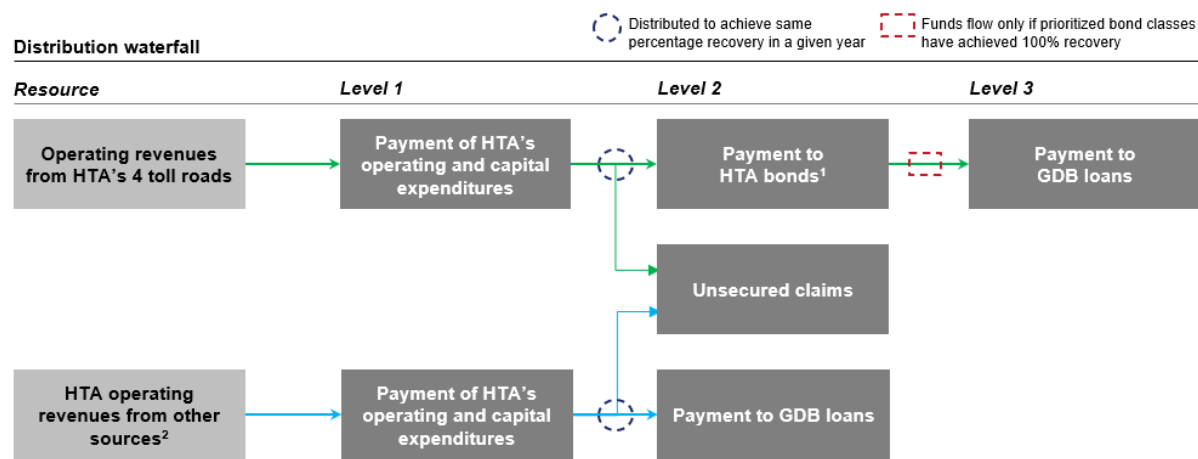 Distributed to achieve same
percentage recovery in a given year
Funds flow only if prioritized bond classes
have achieved 100% recovery
Distribution waterfall
Resource
Level 1
Level 2
Level 3
Operating revenues
from HTA's 4 toll roads
Payment of HTA's
operating and capital
expenditures
Payment to
HTA bonds¹
Payment to
GDB loans
Unsecured claims
HTA operating
revenues from other
sources²
Payment of HTA's
operating and capital
expenditures
Payment to GDB loans